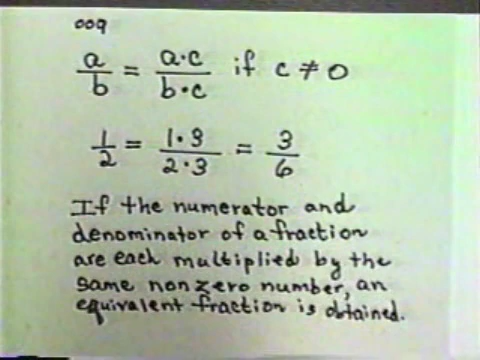 009
a/b = a·c/b·c if c ≠ 0
1/2 = 1·3/2·3 = 3/6
If the numerator and
denominator of a fraction
are each multiplied by the
same nonzero number, an
equivalent fraction is obtained.